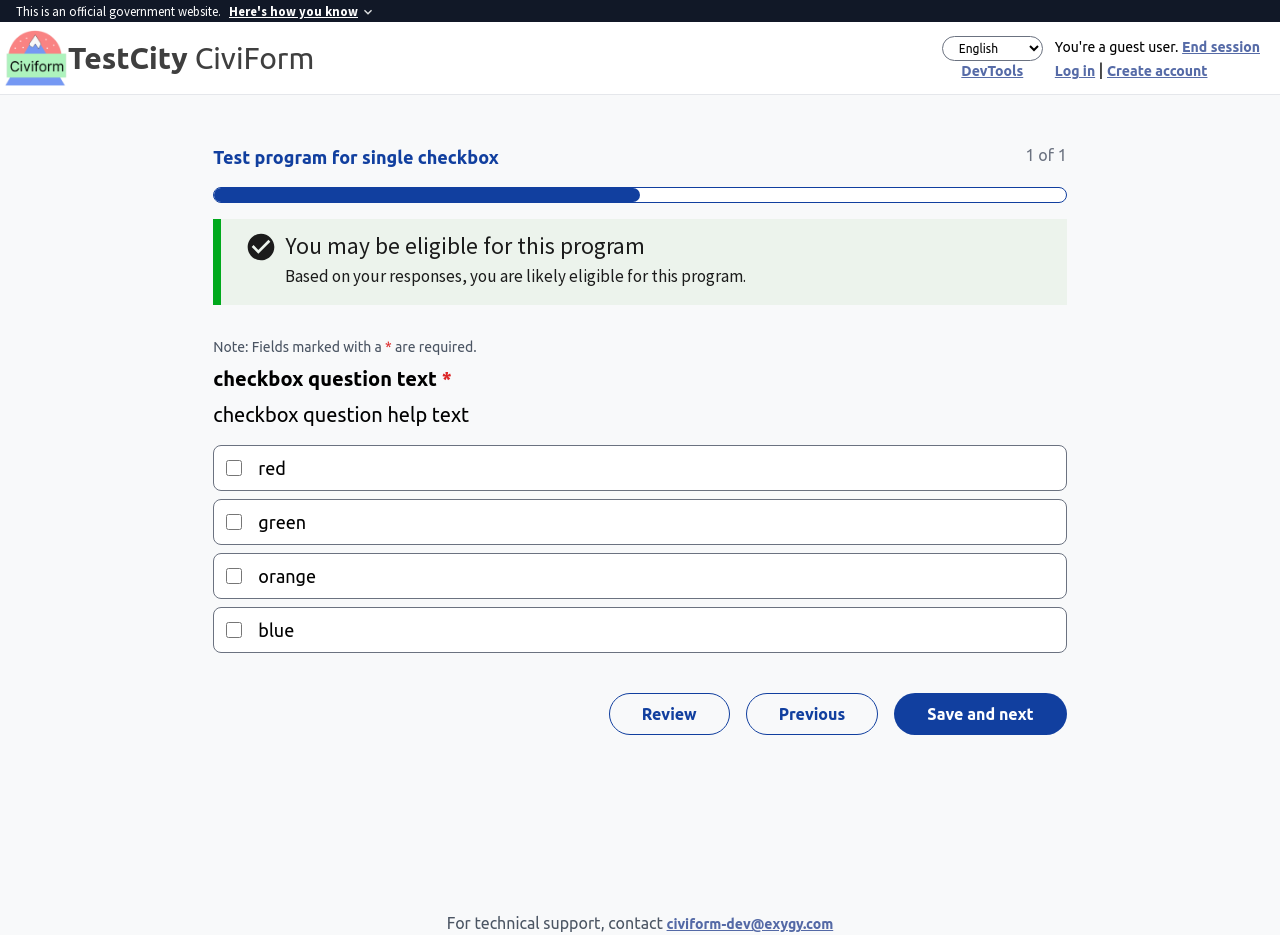 This is an official government website. Here's how you know
Civiform
TestCity CiviForm
English
You're a guest user. End session
DevTools
Log in | Create account
Test program for single checkbox
1 of 1
You may be eligible for this program
Based on your responses, you are likely eligible for this program.
Note: Fields marked with a * are required.
checkbox question text *
checkbox question help text
red
green
orange
blue
Review
Previous
Save and next
For technical support, contact civiform-dev@exygy.com